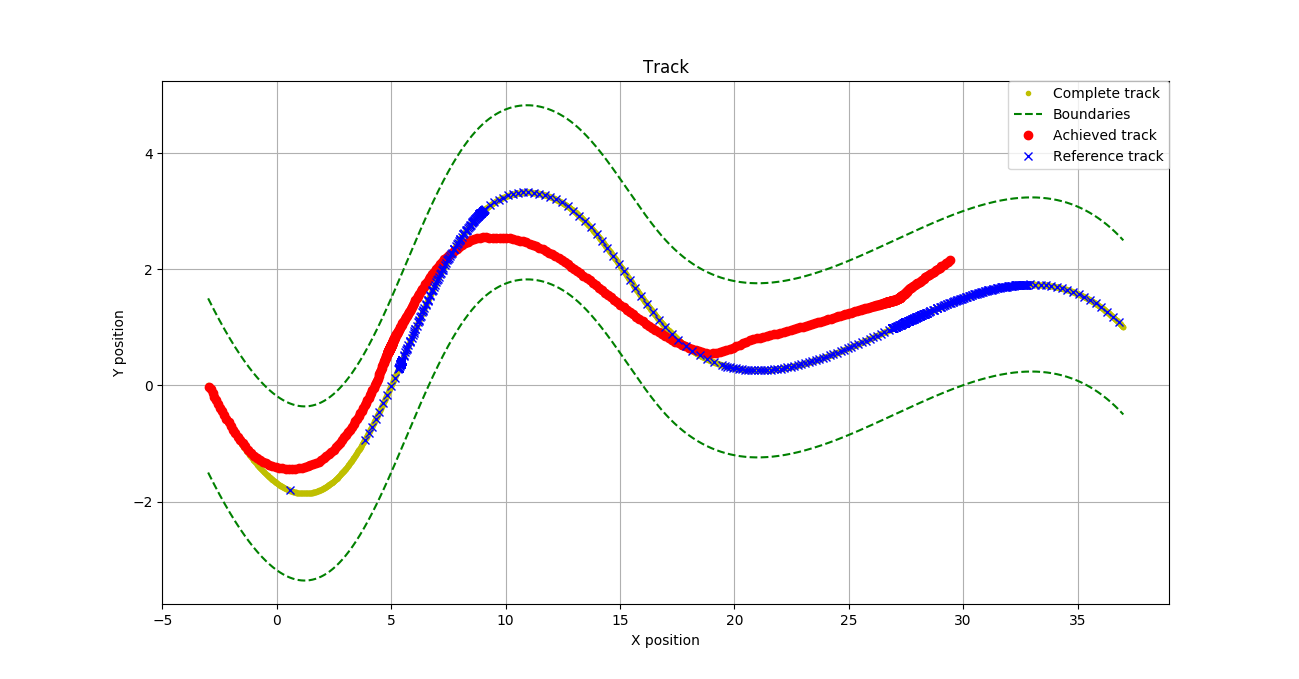 Track
Complete track
Boundaries
Achieved track
Reference track
4
2
0
−2
Y position
−5 0 5 10 15 20 25 30 35
X position